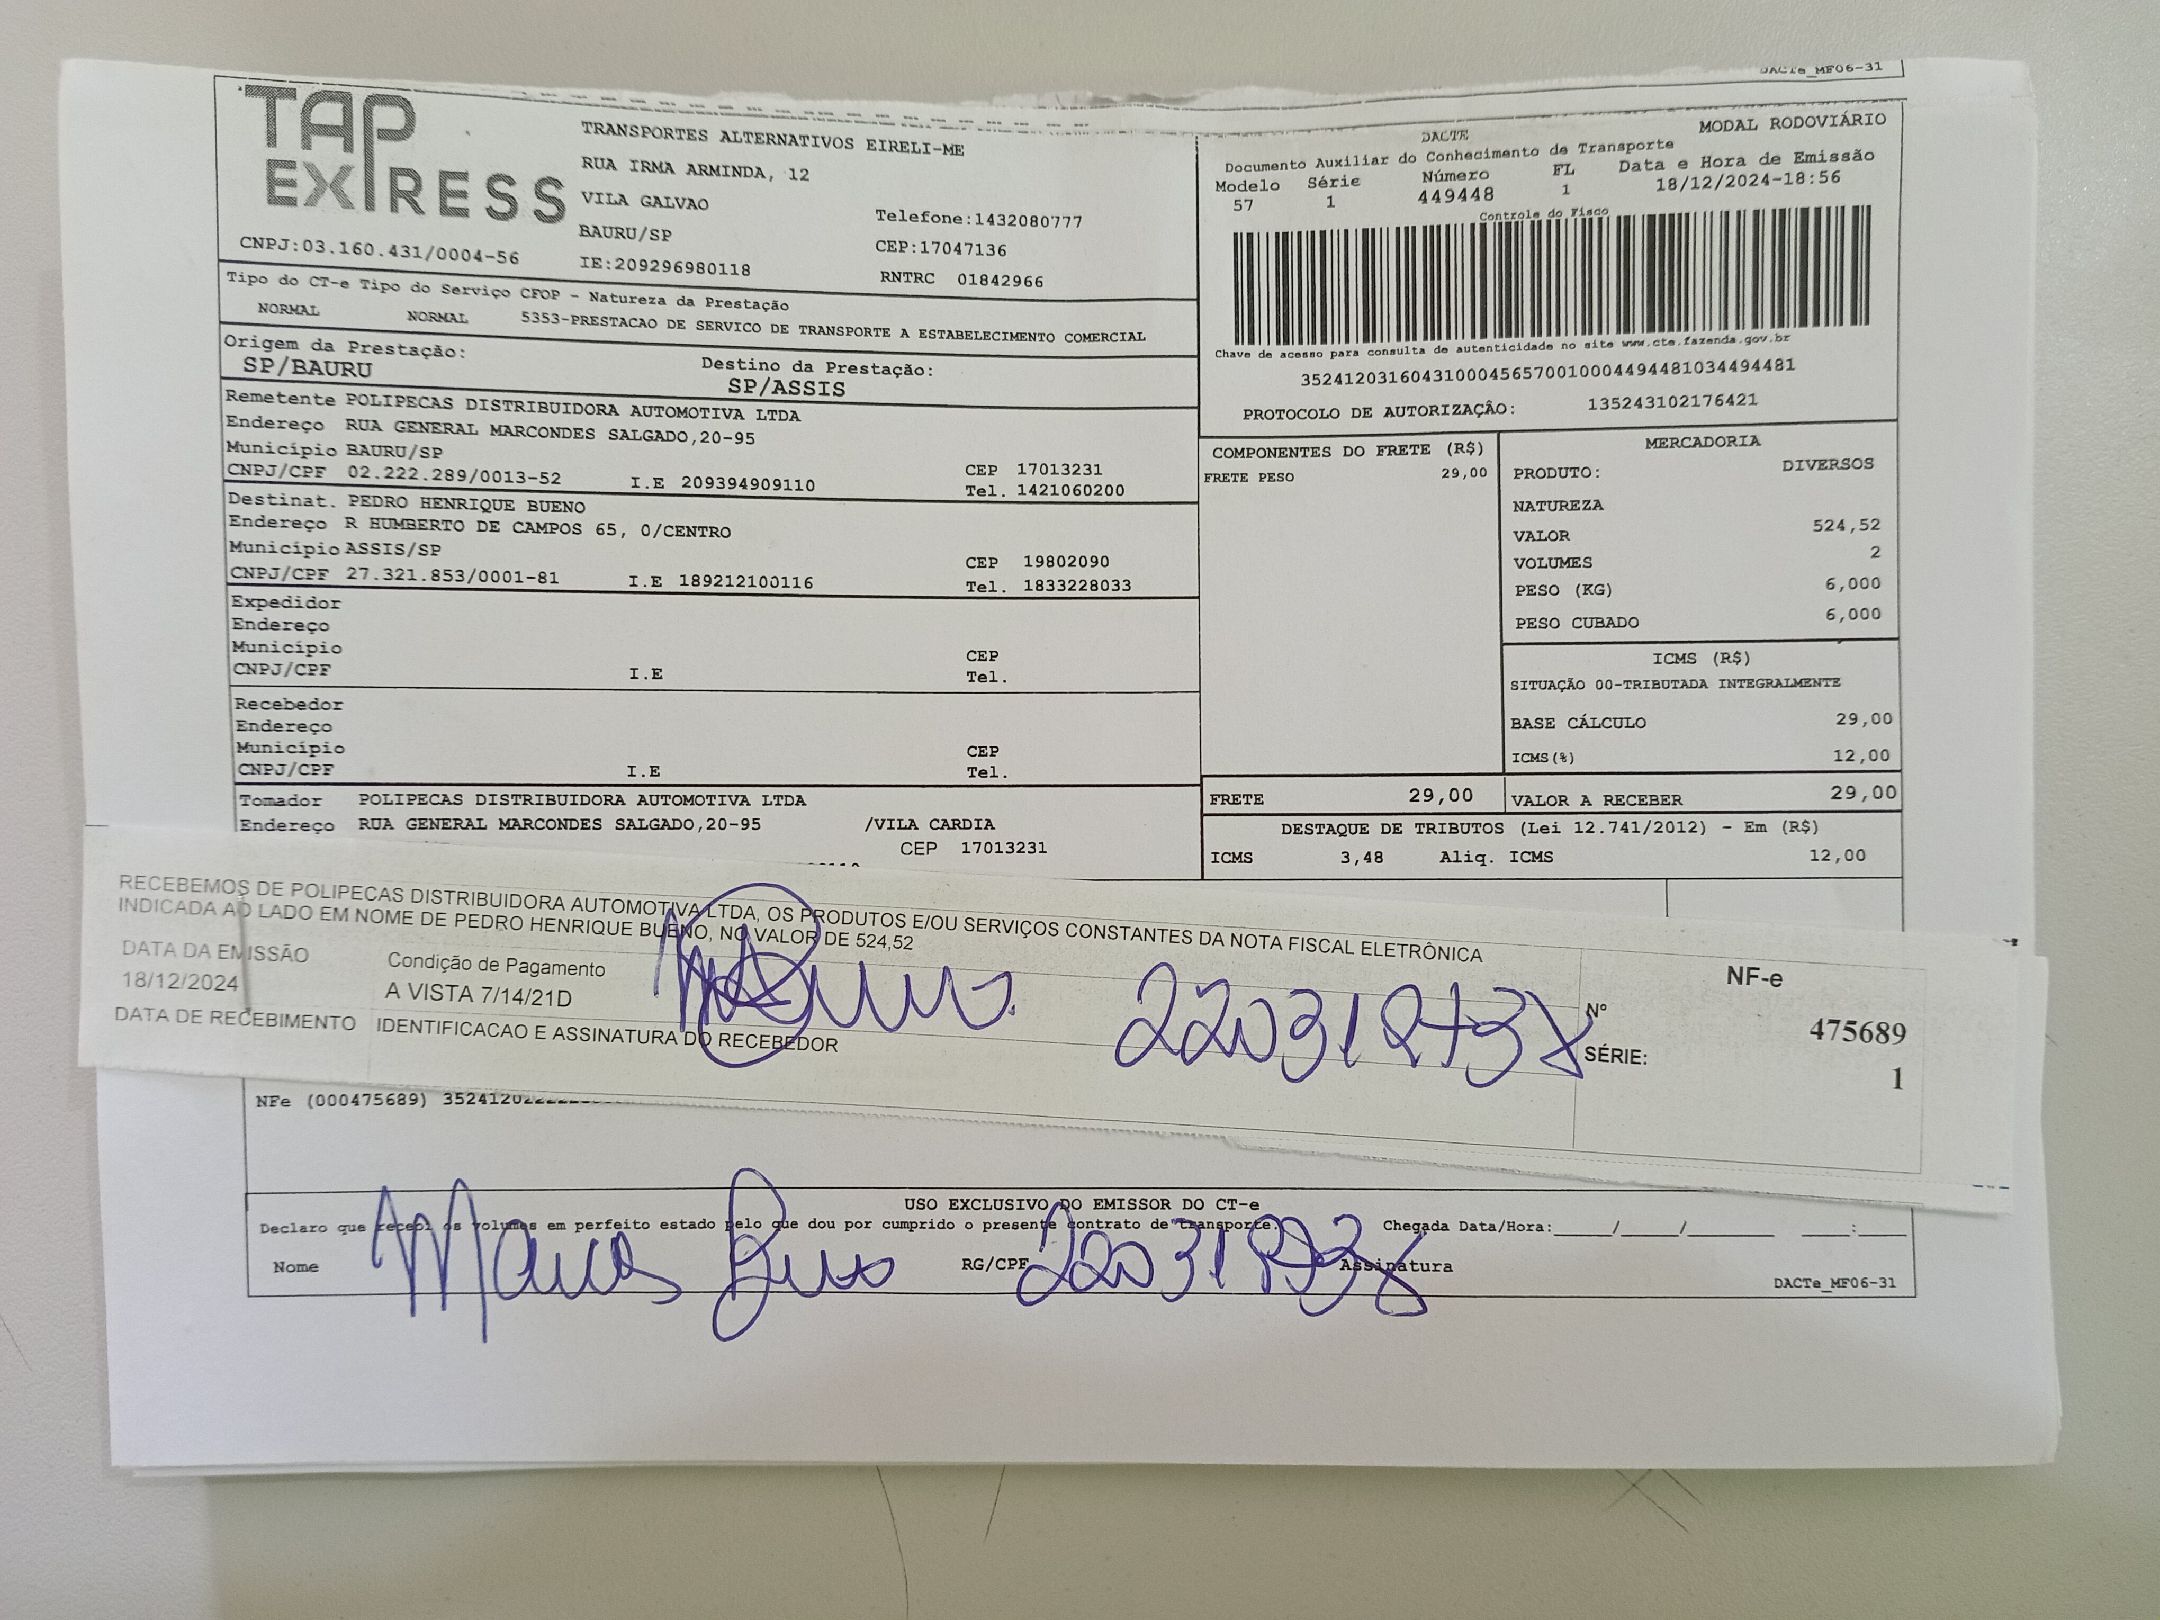 DACTe_MF06-31
TAP EXPRESS
TRANSPORTES ALTERNATIVOS EIRELI-ME
RUA IRMA ARMINDA, 12
VILA GALVAO
BAURU/SP
Telefone:1432080777
CEP:17047136
CNPJ:03.160.431/0004-56
IE:209296980118
RNTRC 01842966
DACTE
MODAL RODOVIÁRIO
Documento Auxiliar do Conhecimento de Transporte
Modelo Série Número FL Data e Hora de Emissão
57 1 449448 1 18/12/2024-18:56
Controle do Fisco
Chave de acesso para consulta de autenticidade no site www.cte.fazenda.gov.br
35241203160431000456570010004494481034494481
PROTOCOLO DE AUTORIZAÇÂO: 135243102176421
Tipo do CT-e Tipo do Serviço CFOP - Natureza da Prestação
NORMAL NORMAL 5353-PRESTACAO DE SERVICO DE TRANSPORTE A ESTABELECIMENTO COMERCIAL
Origem da Prestação: Destino da Prestação:
SP/BAURU SP/ASSIS
Remetente POLIPECAS DISTRIBUIDORA AUTOMOTIVA LTDA
Endereço RUA GENERAL MARCONDES SALGADO,20-95
Município BAURU/SP CEP 17013231
CNPJ/CPF 02.222.289/0013-52 I.E 209394909110 Tel. 1421060200
Destinat. PEDRO HENRIQUE BUENO
Endereço R HUMBERTO DE CAMPOS 65, 0/CENTRO
Município ASSIS/SP CEP 19802090
CNPJ/CPF 27.321.853/0001-81 I.E 189212100116 Tel. 1833228033
Expedidor
Endereço
Município CEP
CNPJ/CPF I.E Tel.
Recebedor
Endereço
Município CEP
CNPJ/CPF I.E Tel.
Tomador POLIPECAS DISTRIBUIDORA AUTOMOTIVA LTDA
Endereço RUA GENERAL MARCONDES SALGADO,20-95 /VILA CARDIA
CEP 17013231
COMPONENTES DO FRETE (R$)
FRETE PESO 29,00
MERCADORIA
PRODUTO: DIVERSOS
NATUREZA
VALOR 524,52
VOLUMES 2
PESO (KG) 6,000
PESO CUBADO 6,000
ICMS (R$)
SITUAÇÃO 00-TRIBUTADA INTEGRALMENTE
BASE CÁLCULO 29,00
ICMS(%) 12,00
FRETE 29,00 VALOR A RECEBER 29,00
DESTAQUE DE TRIBUTOS (Lei 12.741/2012) - Em (R$)
ICMS 3,48 Aliq. ICMS 12,00
RECEBEMOS DE POLIPECAS DISTRIBUIDORA AUTOMOTIVA LTDA, OS PRODUTOS E/OU SERVIÇOS CONSTANTES DA NOTA FISCAL ELETRÔNICA
INDICADA AO LADO EM NOME DE PEDRO HENRIQUE BUENO, NO VALOR DE 524,52
DATA DA EMISSÃO Condição de Pagamento
18/12/2024 A VISTA 7/14/21D
DATA DE RECEBIMENTO IDENTIFICACAO E ASSINATURA DO RECEBEDOR
NF-e
Nº 475689
SÉRIE: 1
NFe (000475689)
USO EXCLUSIVO DO EMISSOR DO CT-e
Declaro que recebi os volumes em perfeito estado pelo que dou por cumprido o presente contrato de transporte. Chegada Data/Hora:____/____/______ ____:____
Nome Marcos Bueno RG/CPF Assinatura
DACTe_MF06-31